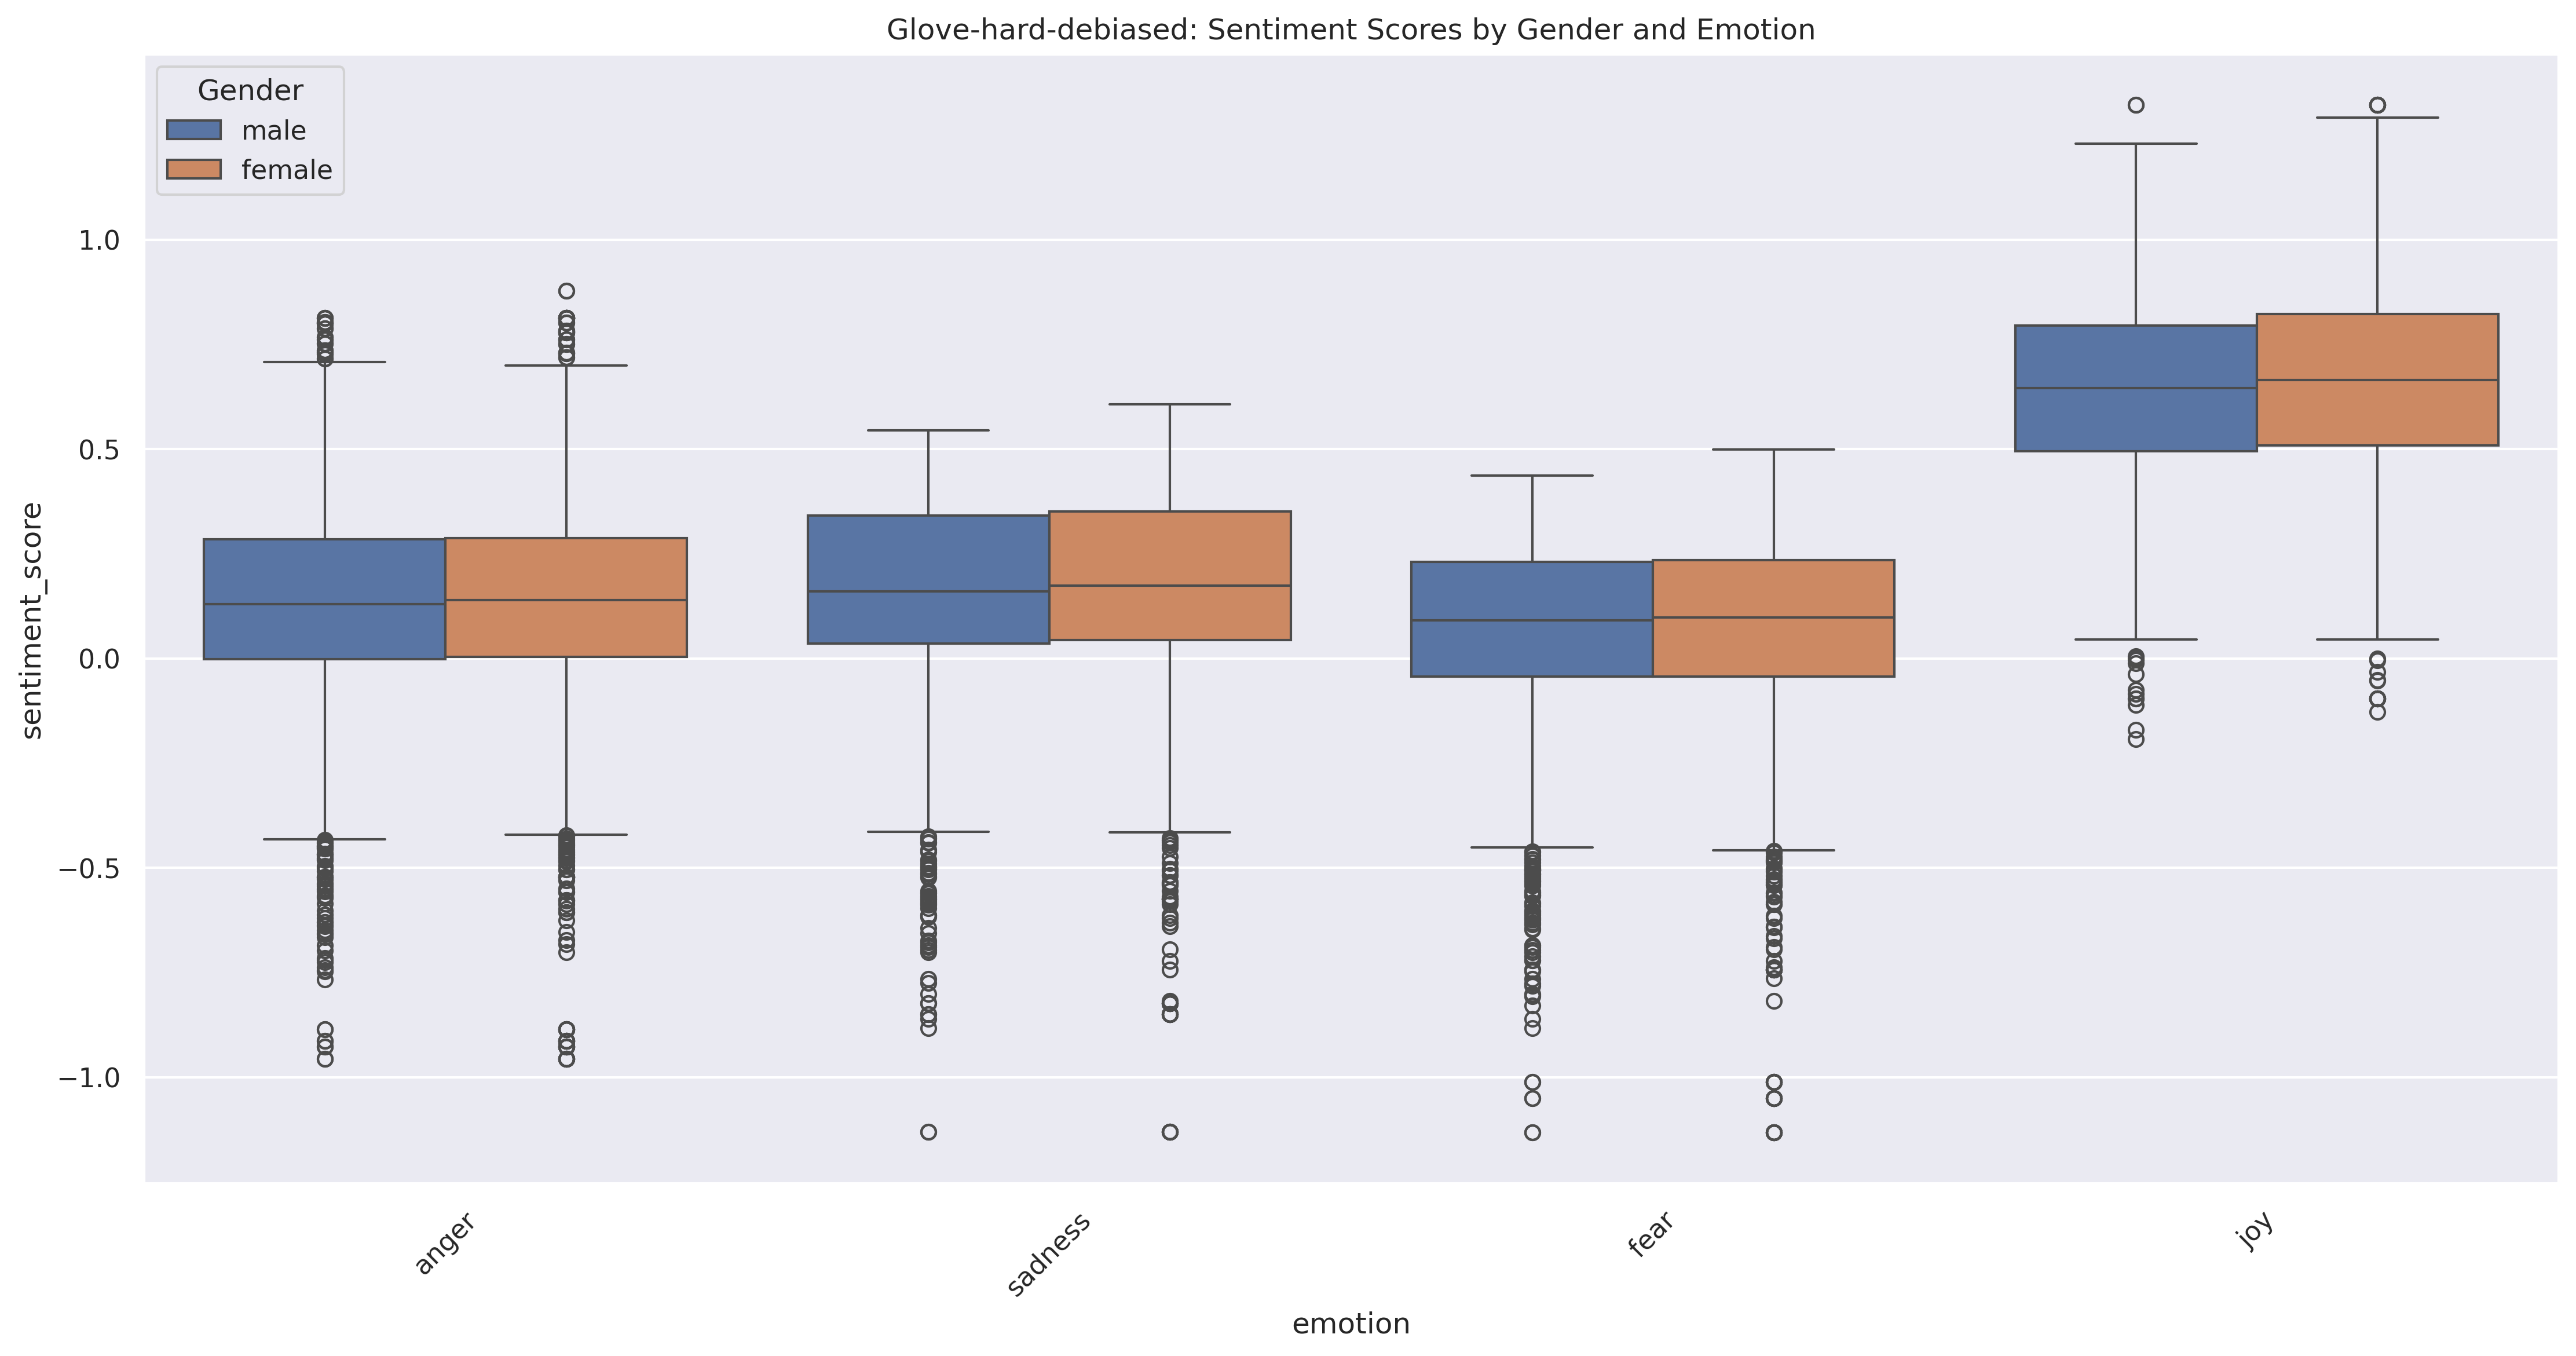 Glove-hard-debiased: Sentiment Scores by Gender and Emotion
Gender
male
female
sentiment_score
1.0
0.5
0.0
−0.5
−1.0
anger
sadness
fear
joy
emotion